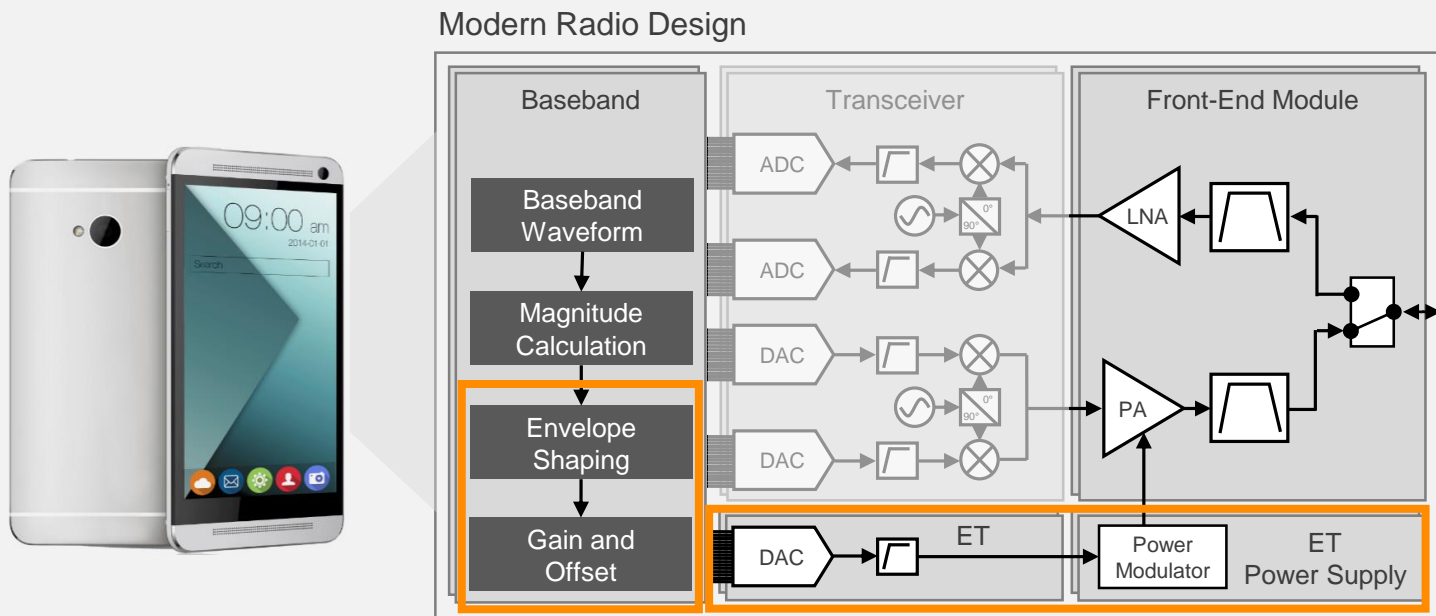 Modern Radio Design
09:00 am
2014-01-01
Search
Baseband
Baseband
Waveform
Magnitude
Calculation
Envelope
Shaping
Gain and
Offset
Transceiver
ADC
0°
90°
ADC
DAC
0°
90°
DAC
DAC
ET
Front-End Module
LNA
PA
Power
Modulator
ET
Power Supply